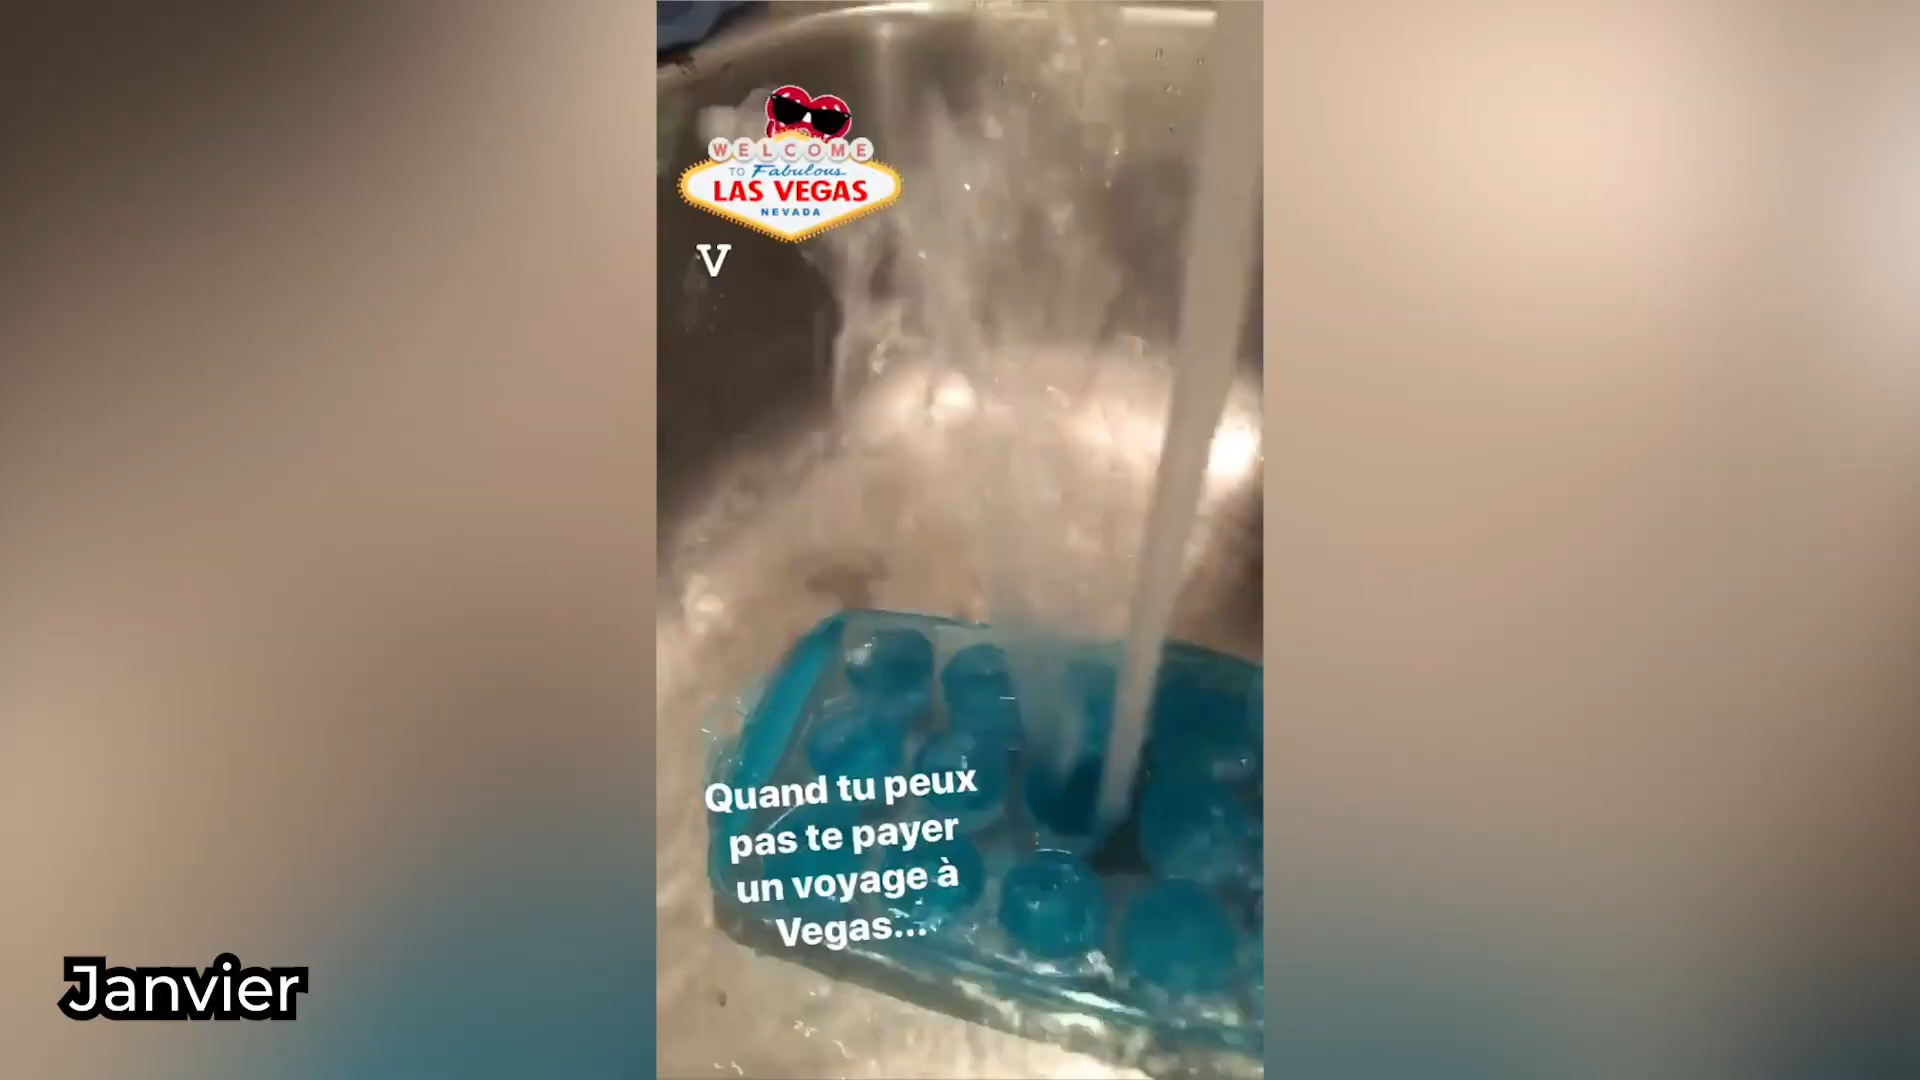 WELCOME
TO Fabulous
LAS VEGAS
NEVADA
V
Quand tu peux
pas te payer
un voyage à
Vegas...
Janvier